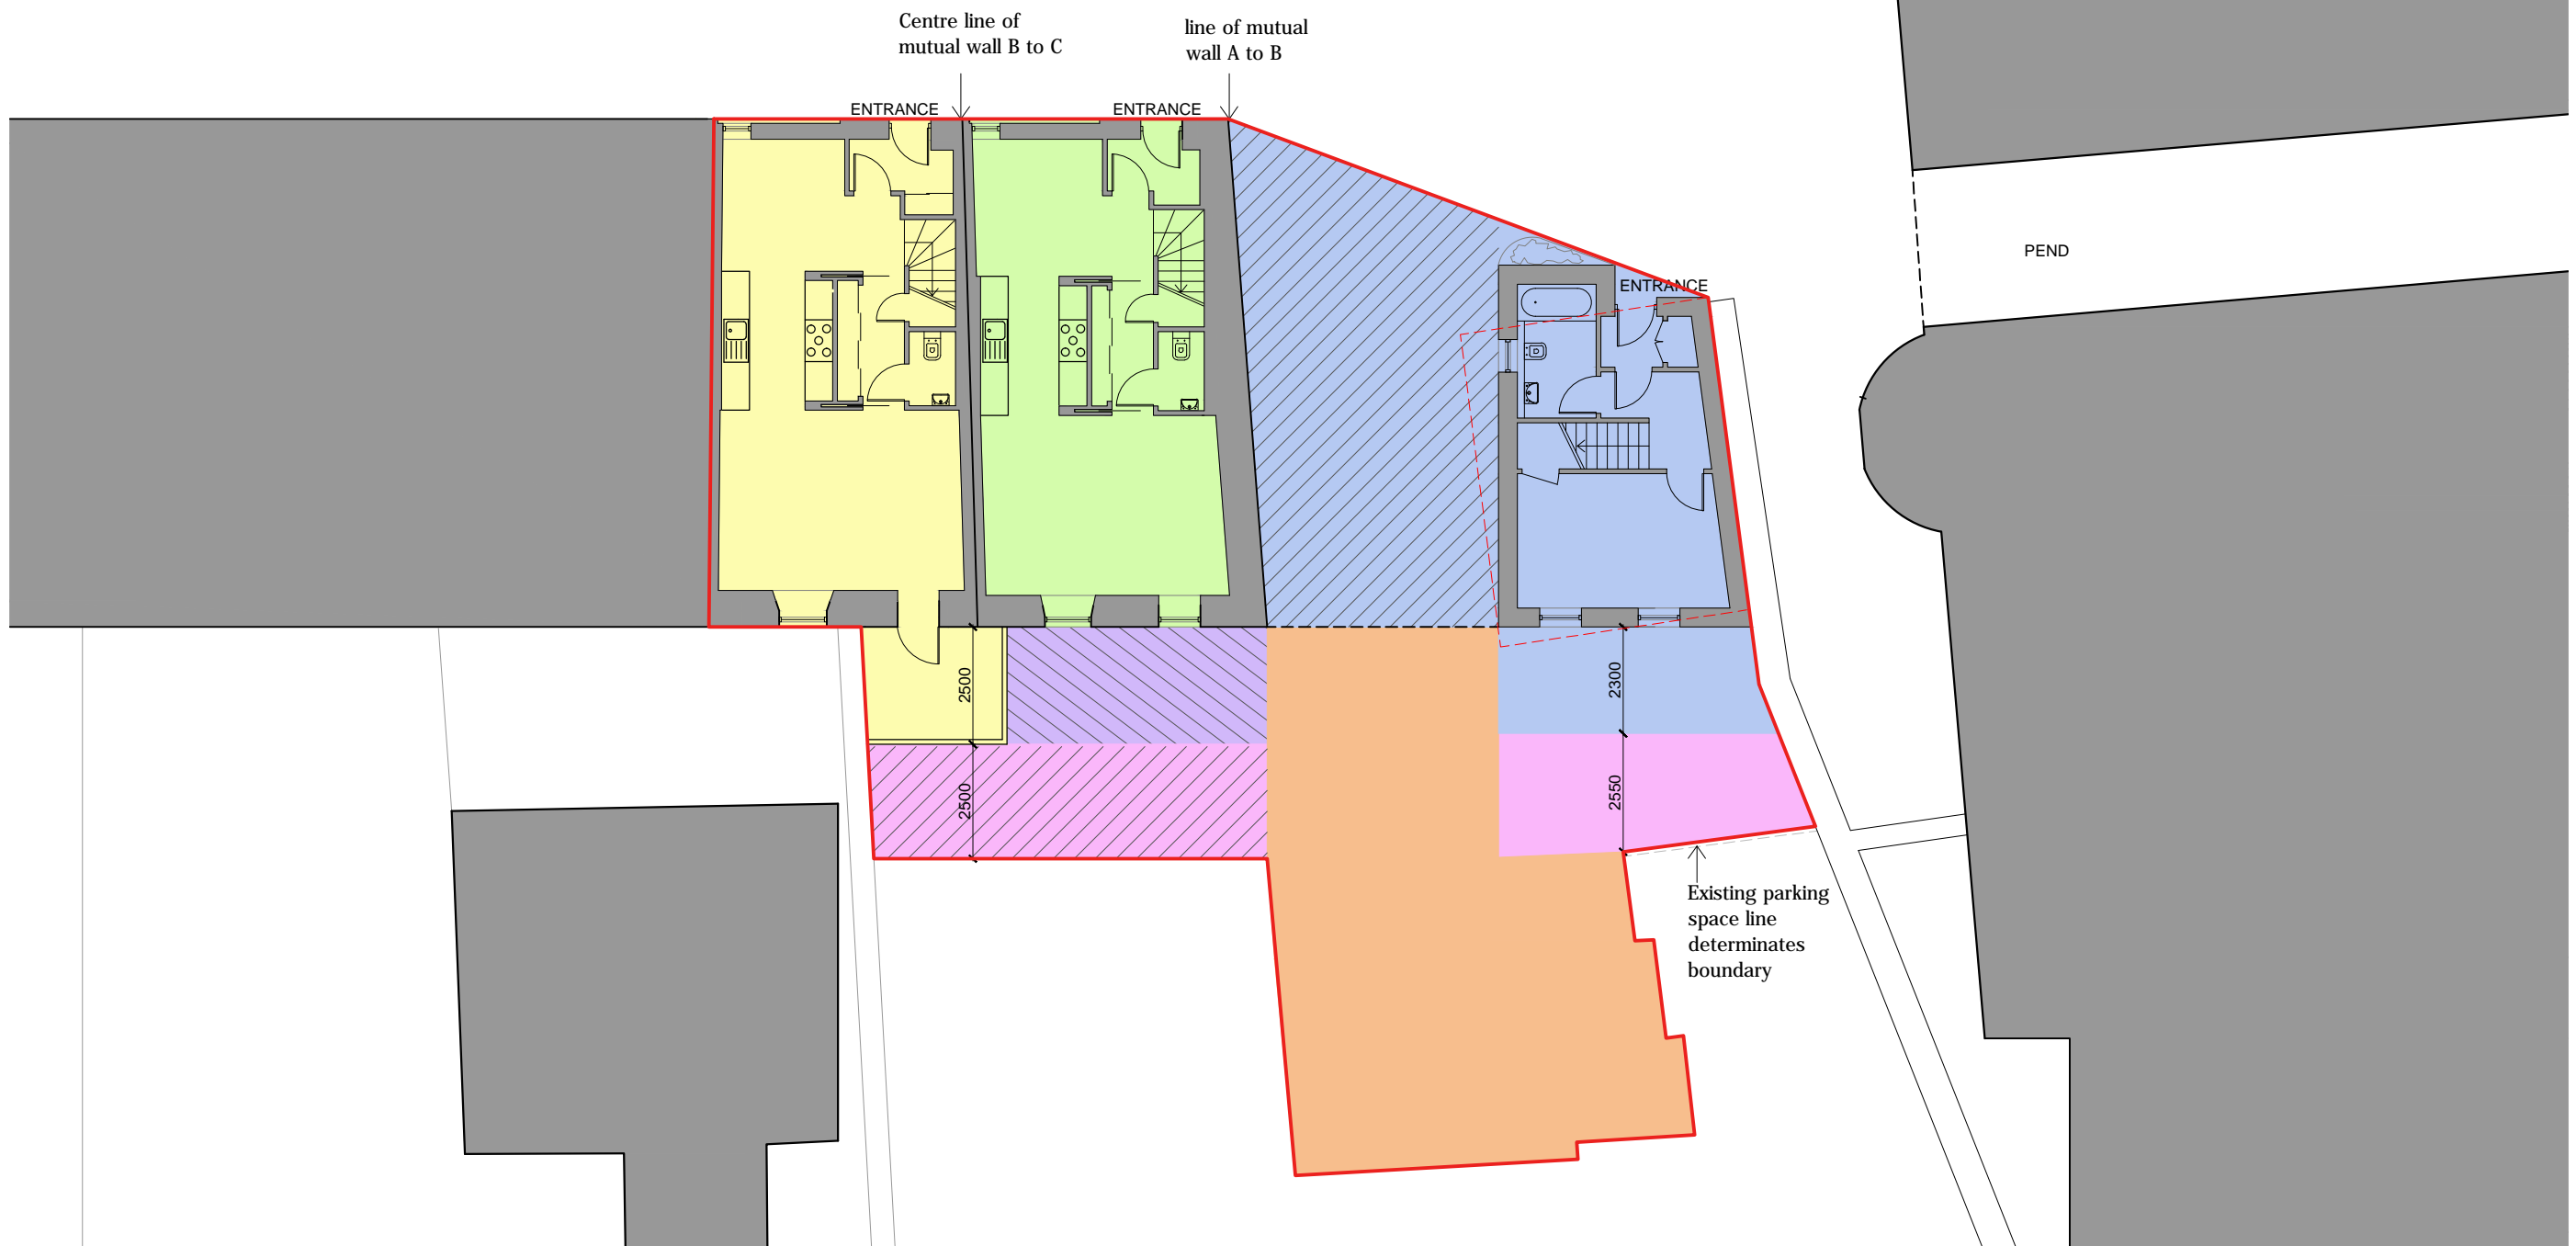 Centre line of
mutual wall B to C
line of mutual
wall A to B
ENTRANCE
ENTRANCE
PEND
ENTRANCE
2500
2300
2500
2550
Existing parking
space line
determinates
boundary